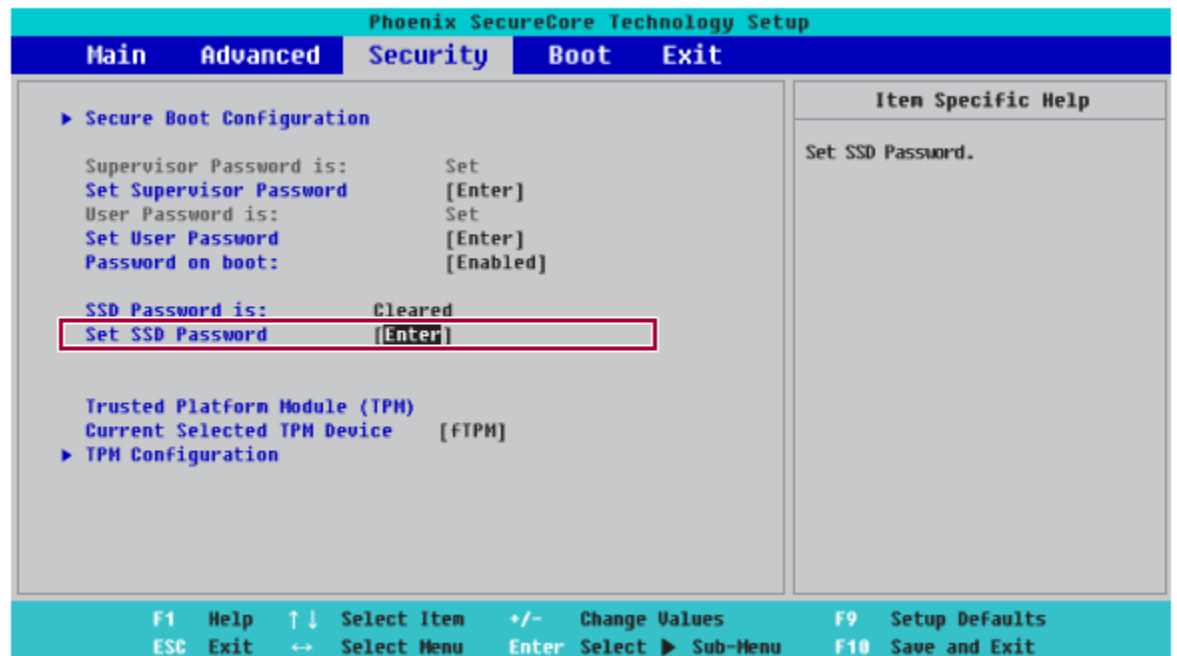 Phoenix SecureCore Technology Setup
Main Advanced Security Boot Exit
Item Specific Help
▶ Secure Boot Configuration
Set SSD Password.
Supervisor Password is: Set
Set Supervisor Password [Enter]
User Password is: Set
Set User Password [Enter]
Password on boot: [Enabled]
SSD Password is: Cleared
Set SSD Password [Enter]
Trusted Platform Module (TPM)
Current Selected TPM Device [fTPM]
▶ TPM Configuration
F1 Help ↑↓ Select Item +/- Change Values F9 Setup Defaults
ESC Exit ↔ Select Menu Enter Select ▶ Sub-Menu F10 Save and Exit